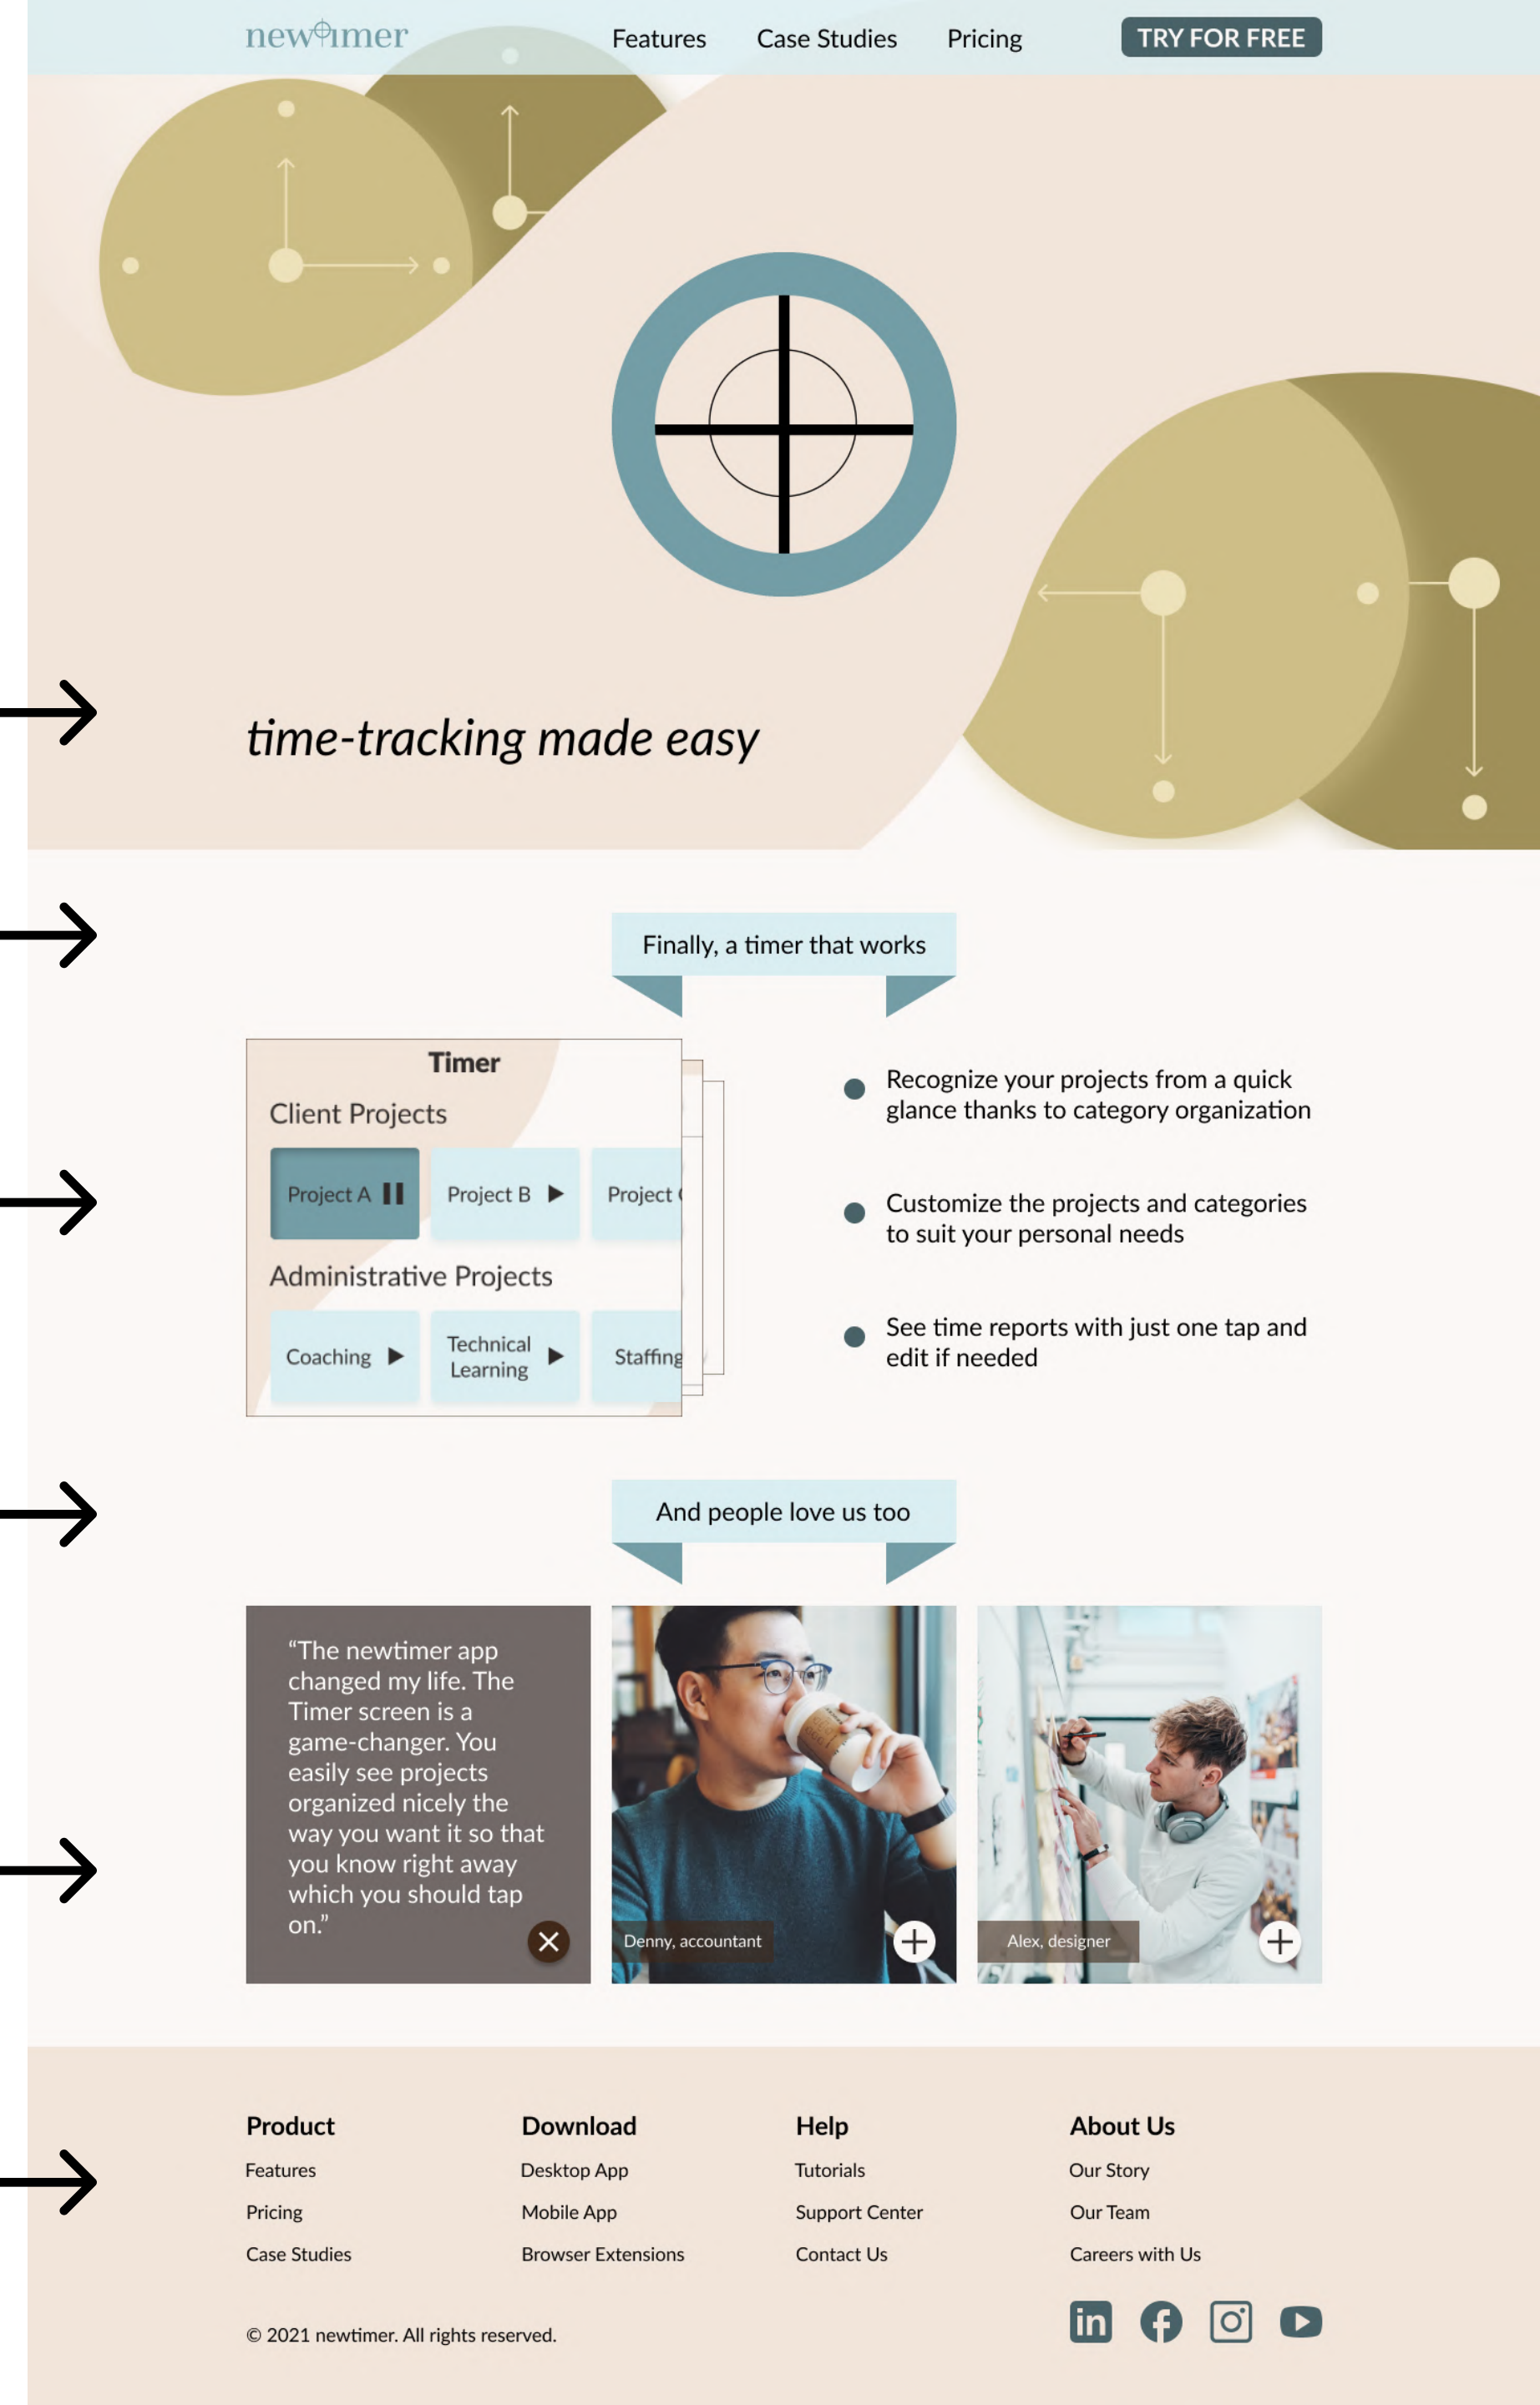 newtimer
Features
Case Studies
Pricing
TRY FOR FREE
time-tracking made easy
Finally, a timer that works
Timer
Client Projects
Project A
Project B
Project
Administrative Projects
Coaching
Technical
Learning
Staffing
Recognize your projects from a quick
glance thanks to category organization
Customize the projects and categories
to suit your personal needs
See time reports with just one tap and
edit if needed
And people love us too
“The newtimer app
changed my life. The
Timer screen is a
game-changer. You
easily see projects
organized nicely the
way you want it so that
you know right away
which you should tap
on.”
Denny, accountant
Alex, designer
Product
Features
Pricing
Case Studies
Download
Desktop App
Mobile App
Browser Extensions
Help
Tutorials
Support Center
Contact Us
About Us
Our Story
Our Team
Careers with Us
© 2021 newtimer. All rights reserved.
in